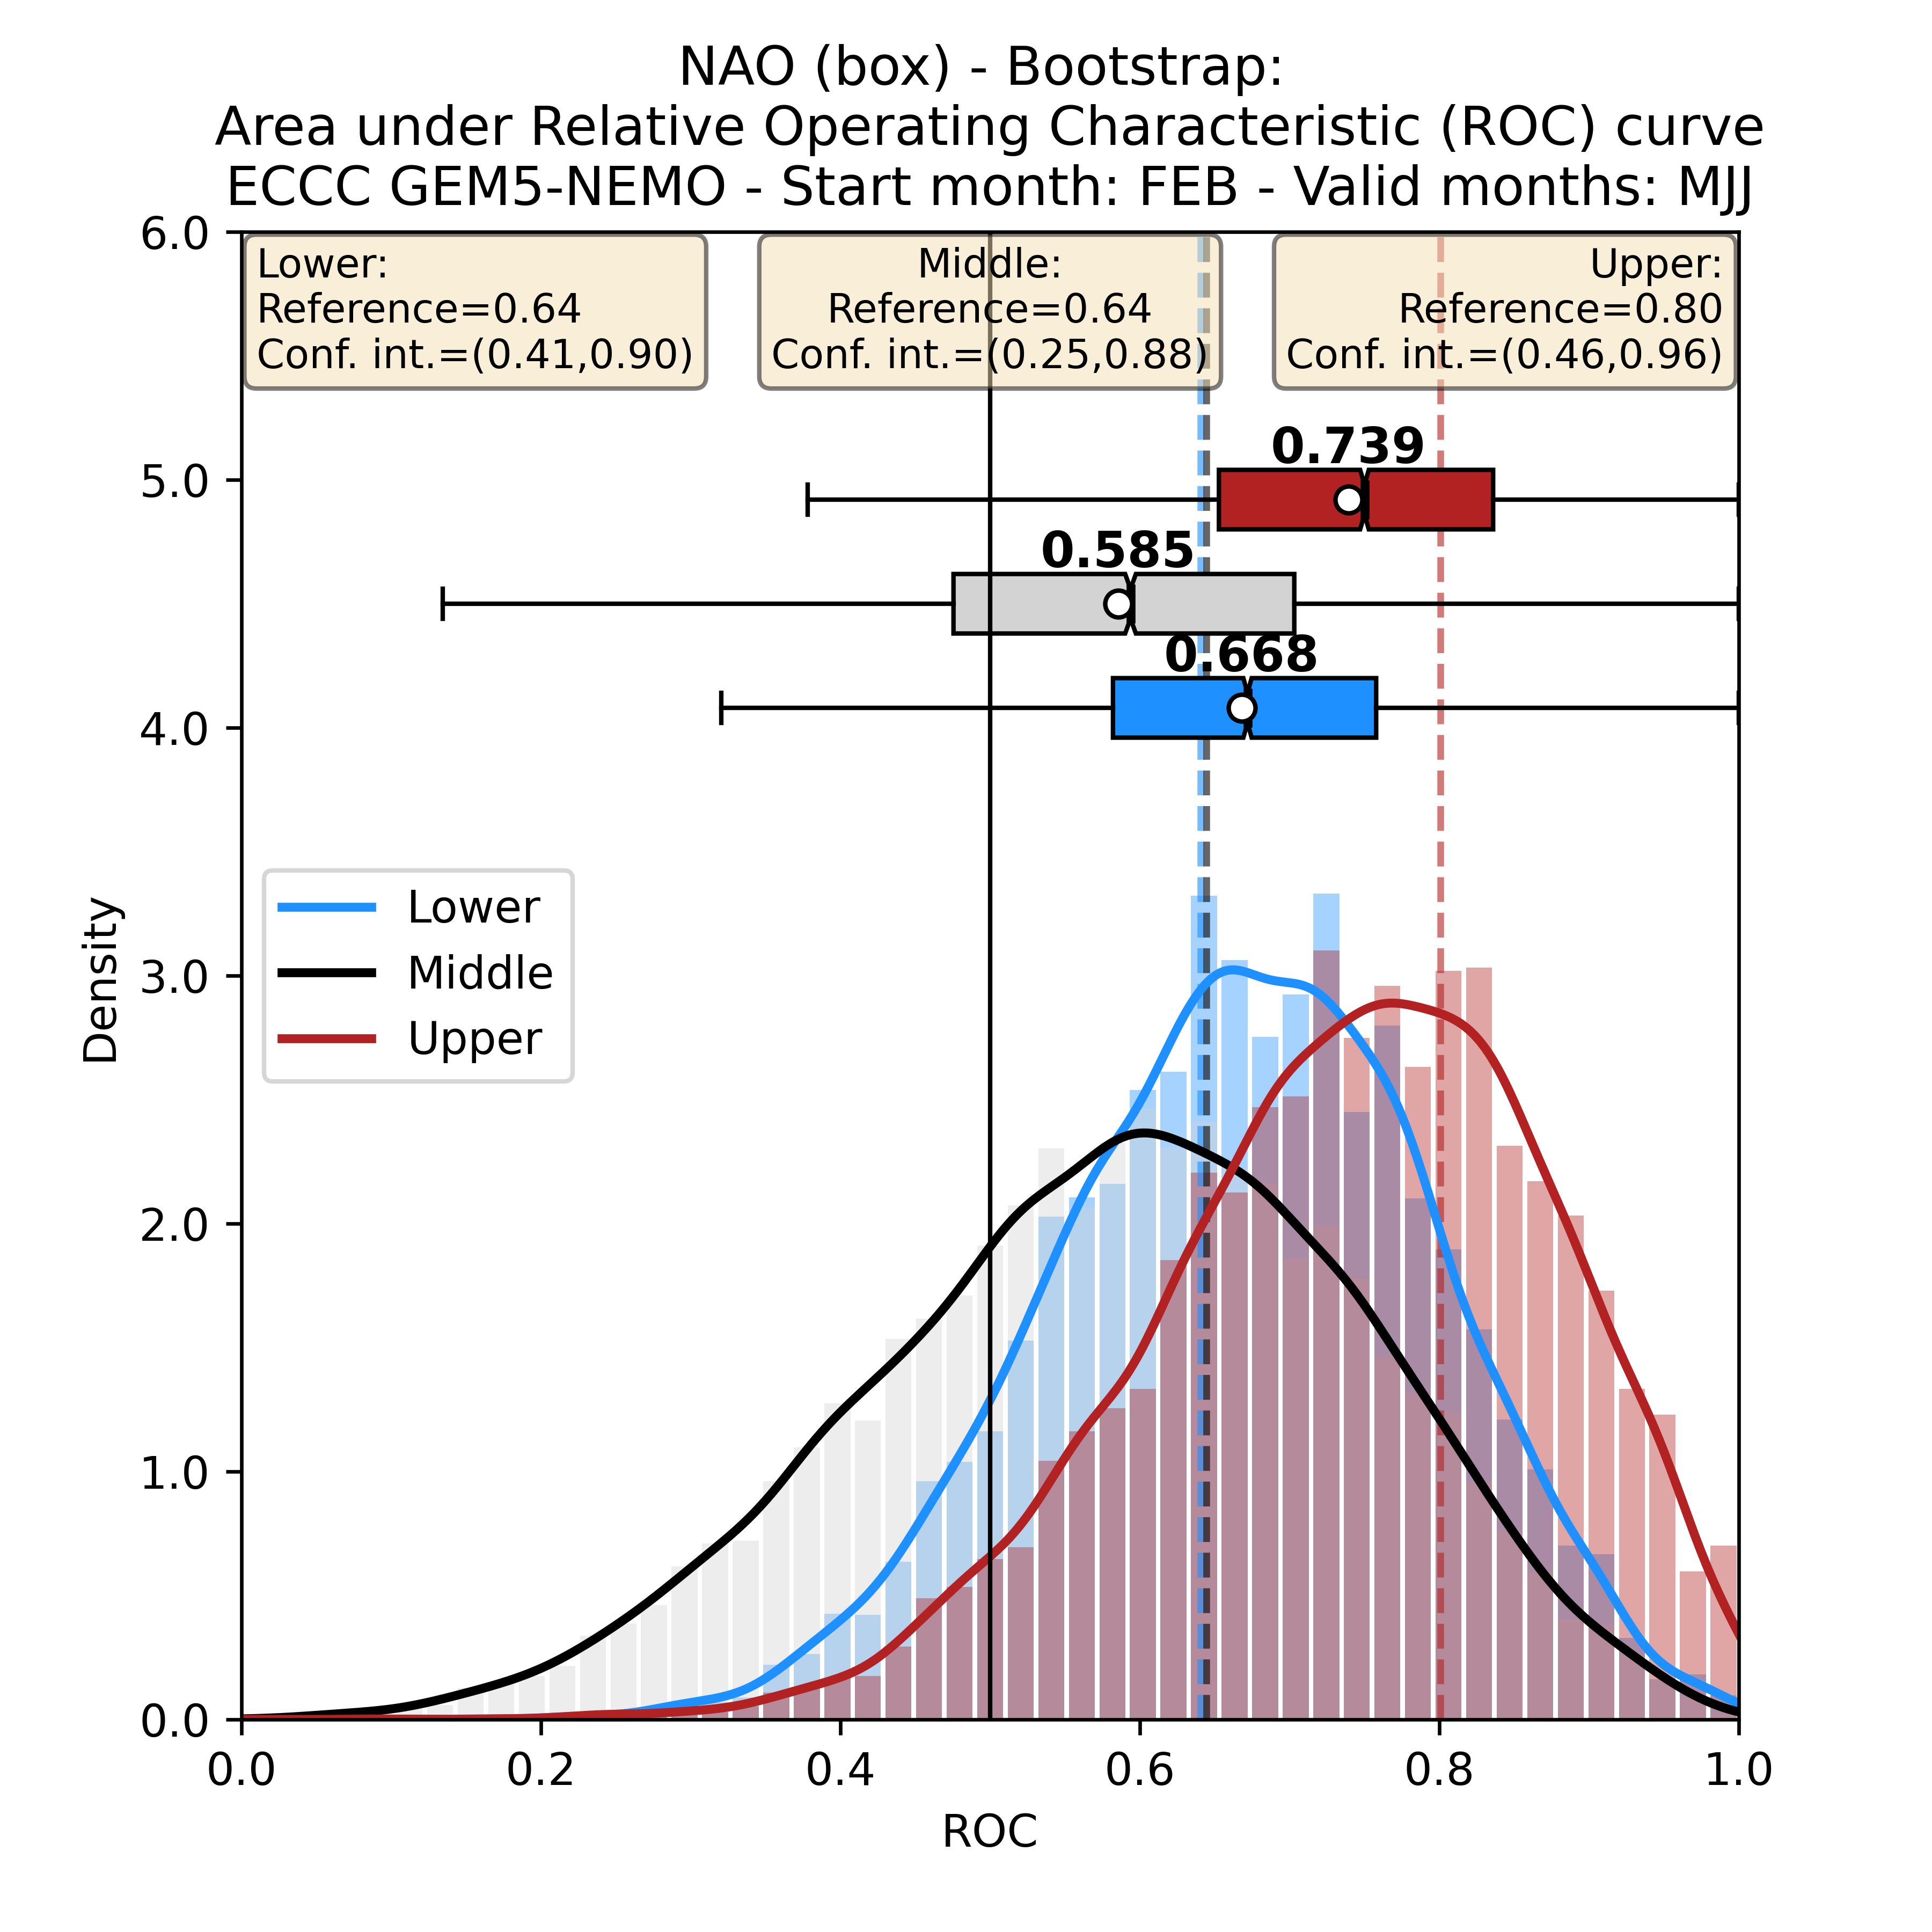 NAO (box) - Bootstrap:
Area under Relative Operating Characteristic (ROC) curve
ECCC GEM5-NEMO - Start month: FEB - Valid months: MJJ
Lower:
Reference=0.64
Conf. int.=(0.41,0.90)
Middle:
Reference=0.64
Conf. int.=(0.25,0.88)
Upper:
Reference=0.80
Conf. int.=(0.46,0.96)
0.739
0.585
0.668
Lower
Middle
Upper
Density
6.0
5.0
4.0
3.0
2.0
1.0
0.0
0.0 0.2 0.4 0.6 0.8 1.0
ROC